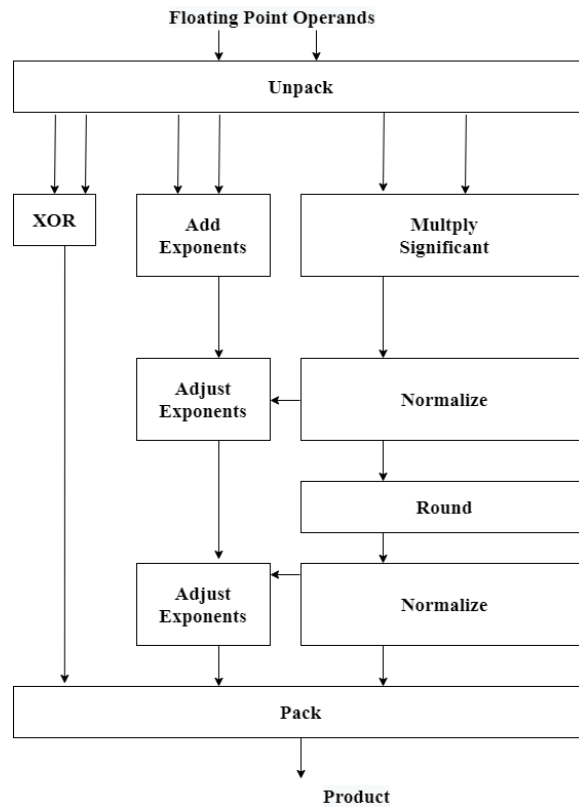 Floating Point Operands
Unpack
XOR
Add
Exponents
Multply
Significant
Adjust
Exponents
Normalize
Round
Adjust
Exponents
Normalize
Pack
Product